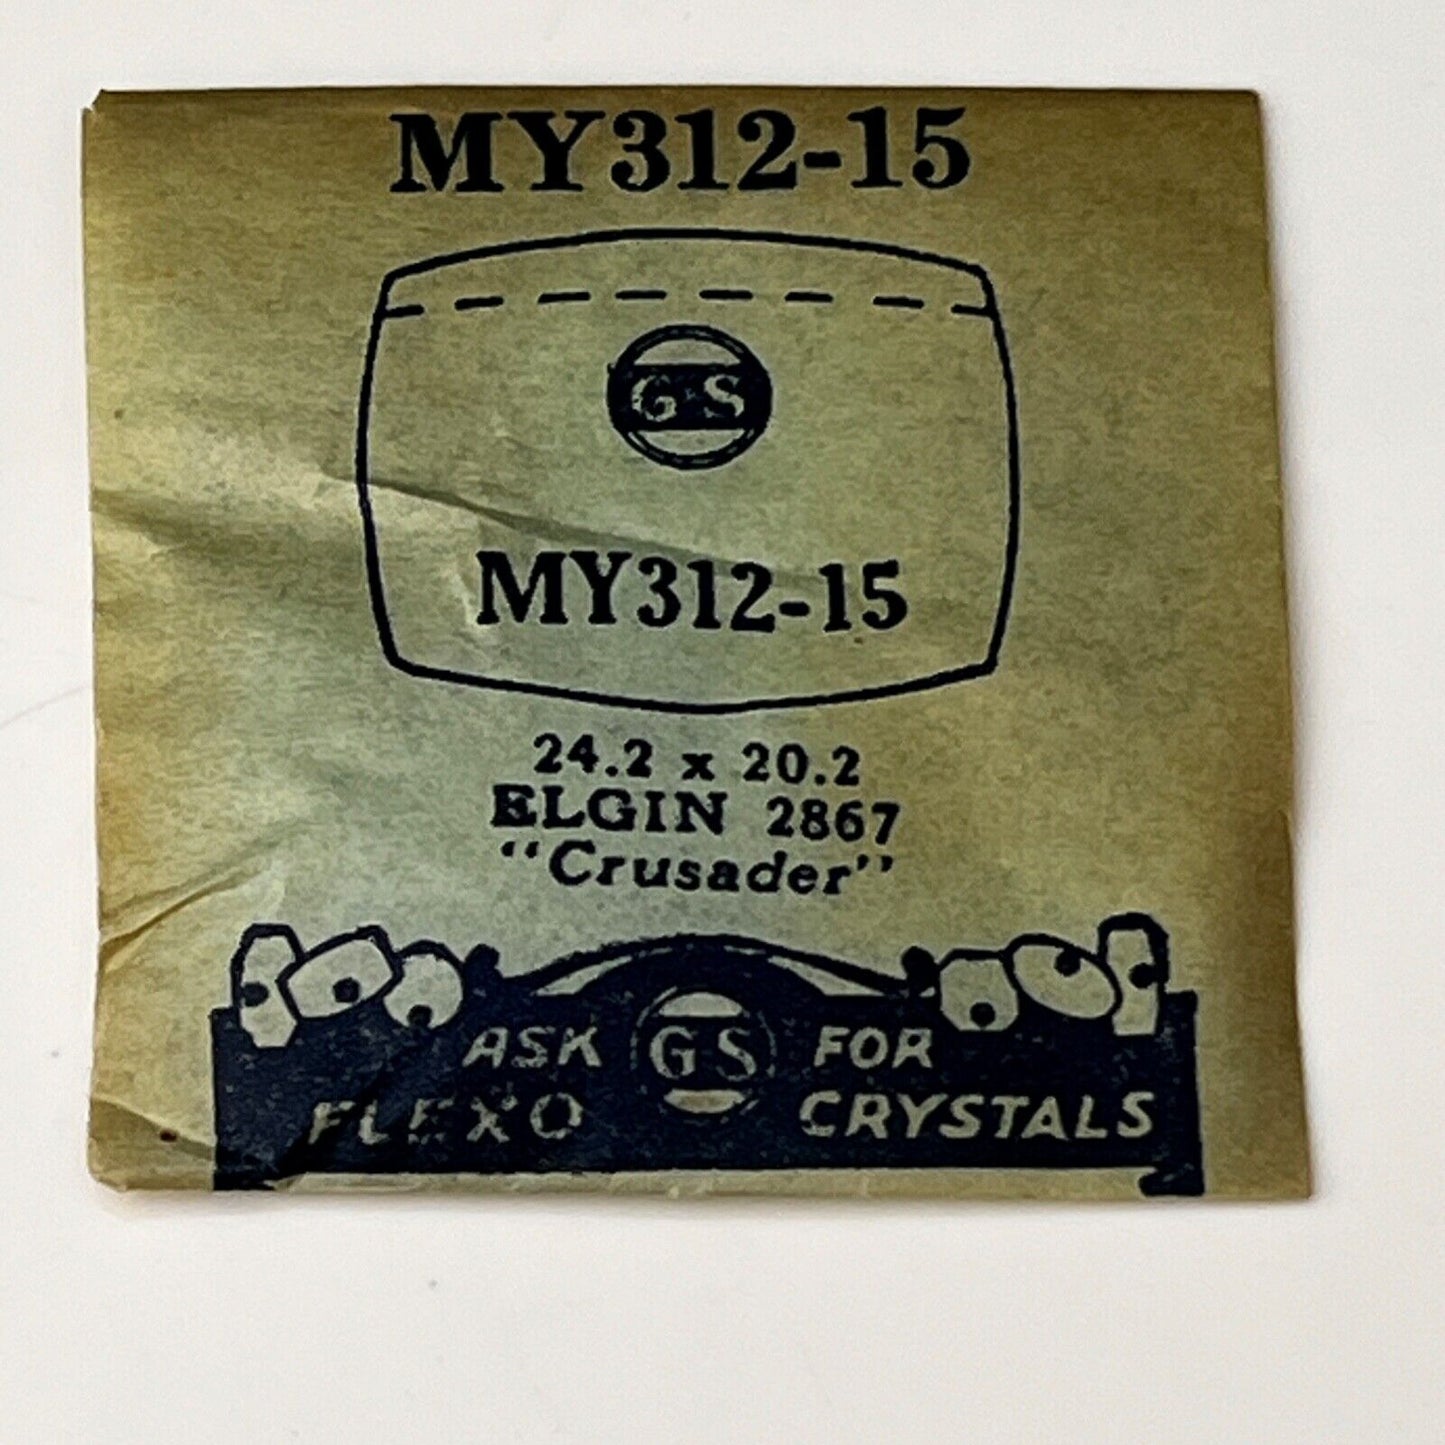 MY312-15
GS
MY312-15
24.2 x 20.2
ELGIN 2867
"Crusader"
ASK GS FOR
FLEXO CRYSTALS